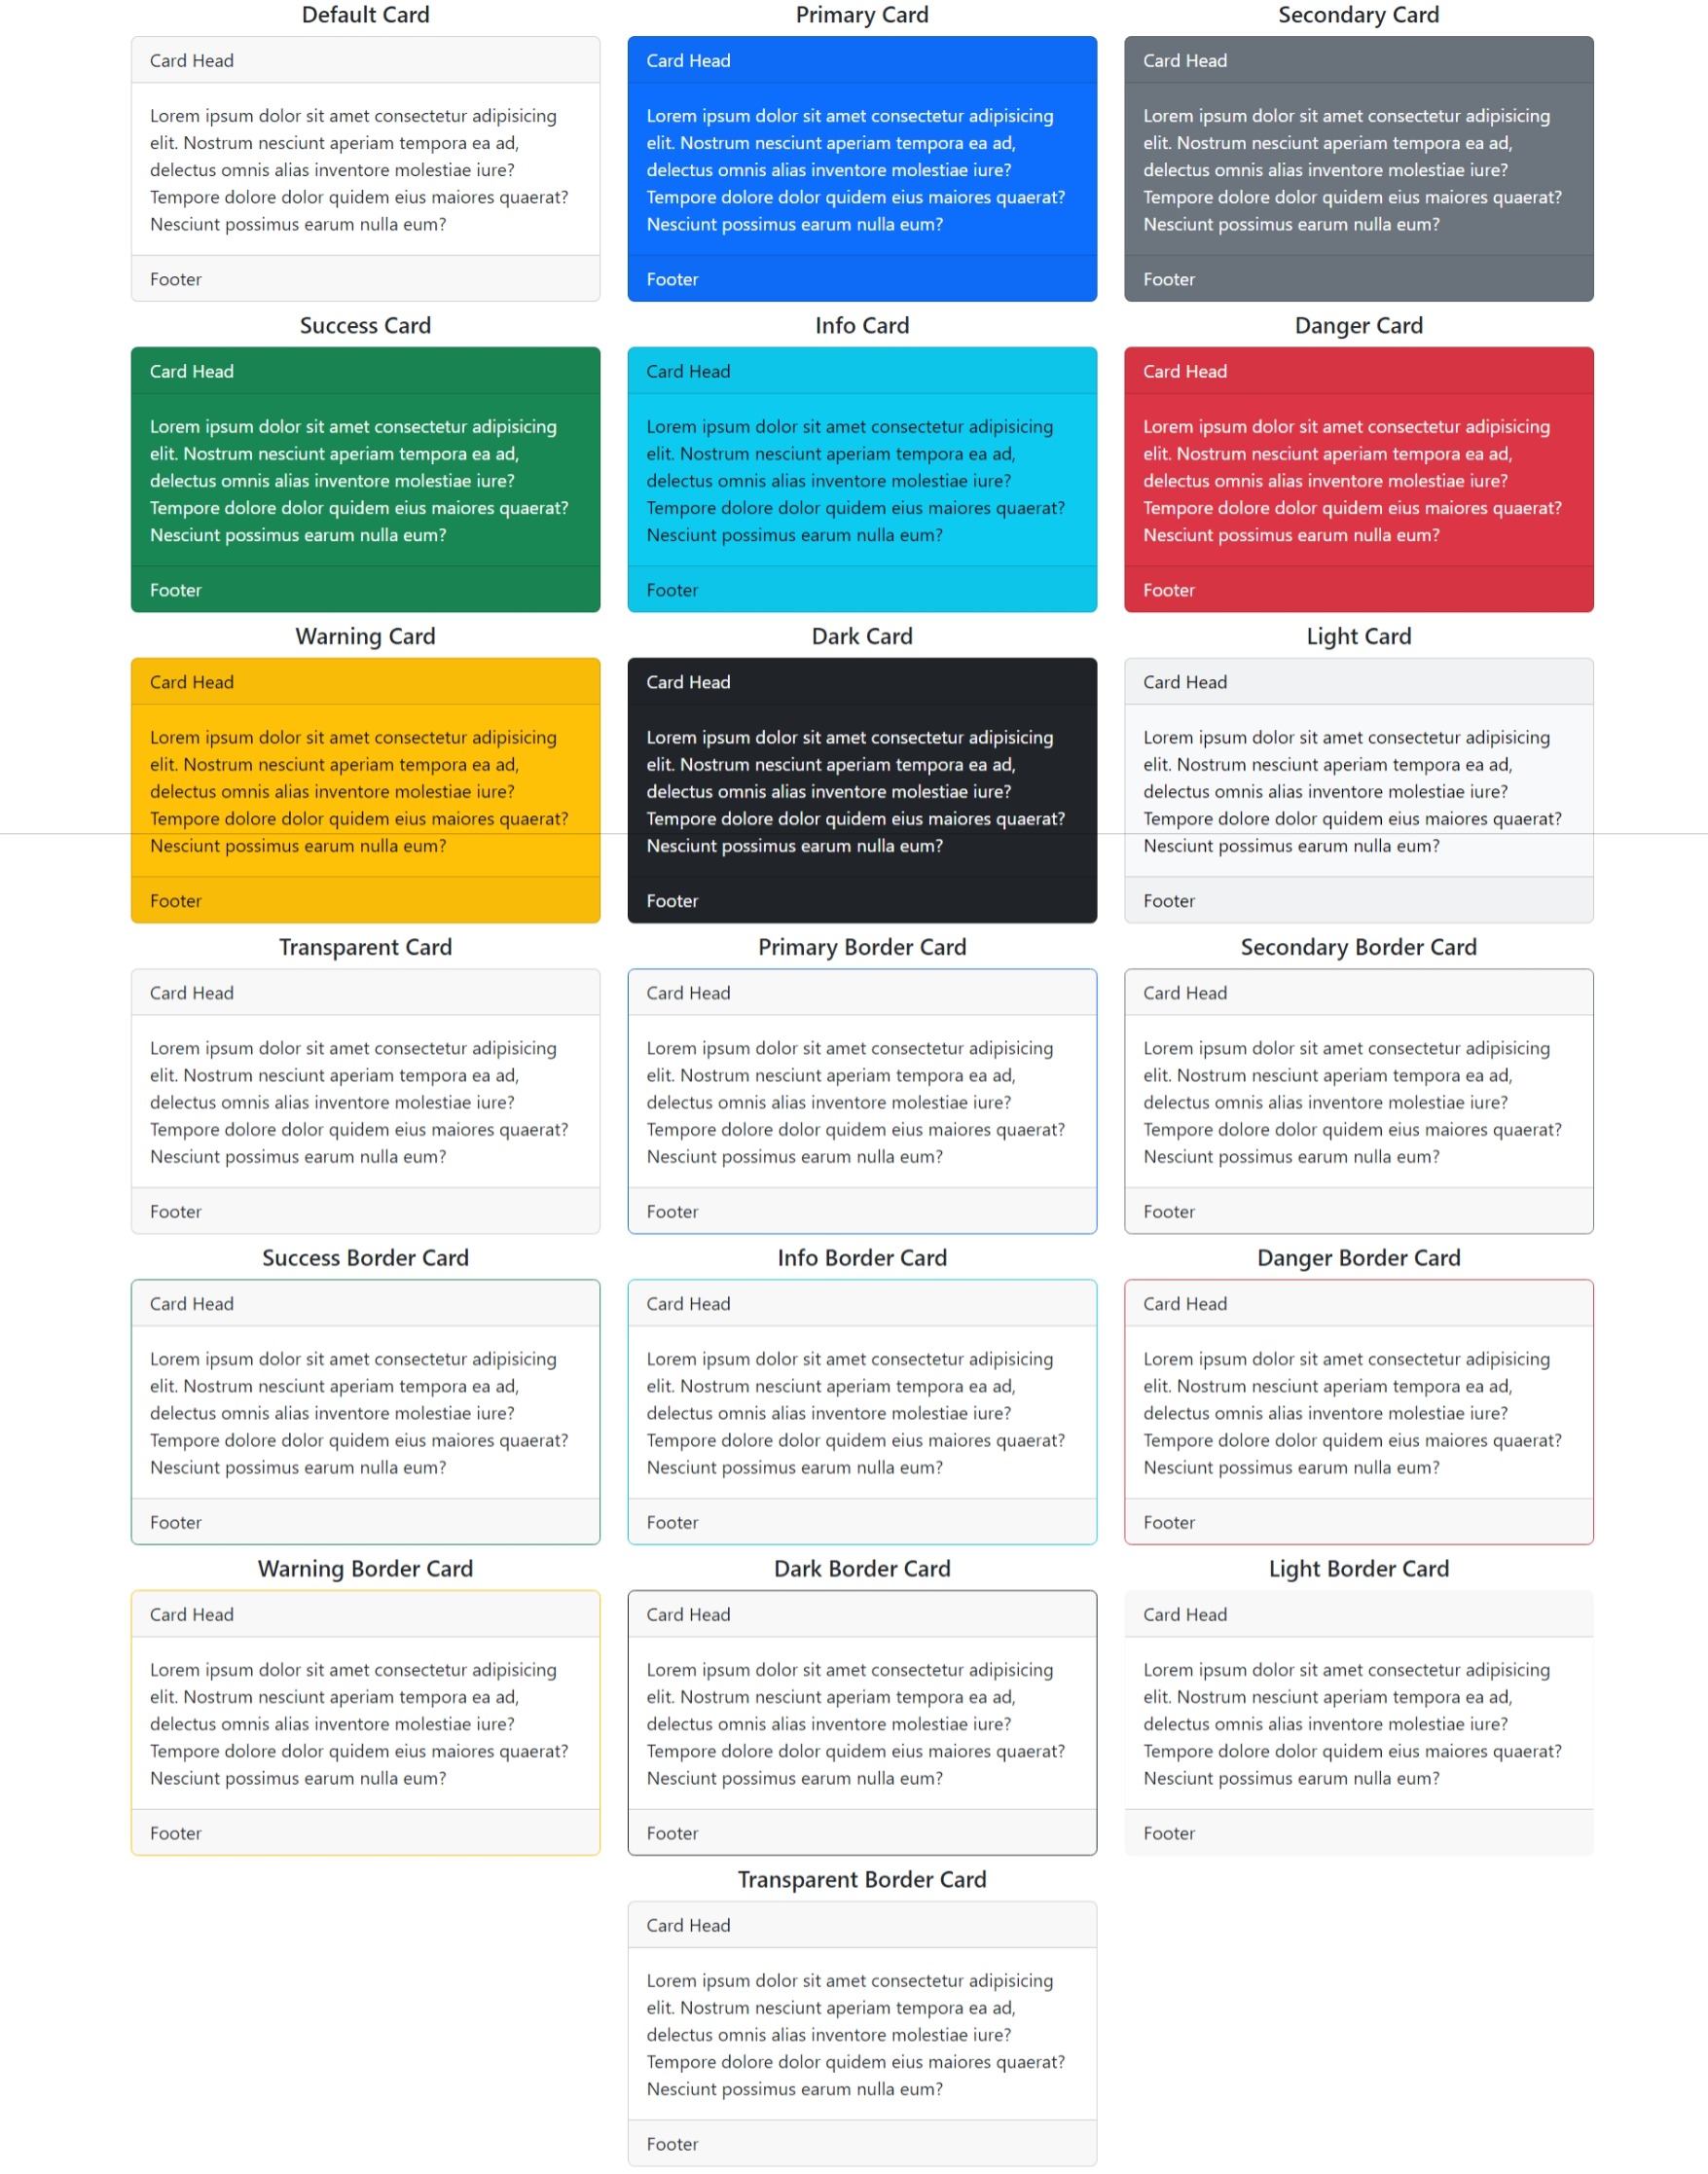 Default Card
Card Head
Lorem ipsum dolor sit amet consectetur adipisicing
elit. Nostrum nesciunt aperiam tempora ea ad,
delectus omnis alias inventore molestiae iure?
Tempore dolore dolor quidem eius maiores quaerat?
Nesciunt possimus earum nulla eum?
Footer
Primary Card
Card Head
Lorem ipsum dolor sit amet consectetur adipisicing
elit. Nostrum nesciunt aperiam tempora ea ad,
delectus omnis alias inventore molestiae iure?
Tempore dolore dolor quidem eius maiores quaerat?
Nesciunt possimus earum nulla eum?
Footer
Secondary Card
Card Head
Lorem ipsum dolor sit amet consectetur adipisicing
elit. Nostrum nesciunt aperiam tempora ea ad,
delectus omnis alias inventore molestiae iure?
Tempore dolore dolor quidem eius maiores quaerat?
Nesciunt possimus earum nulla eum?
Footer
Success Card
Card Head
Lorem ipsum dolor sit amet consectetur adipisicing
elit. Nostrum nesciunt aperiam tempora ea ad,
delectus omnis alias inventore molestiae iure?
Tempore dolore dolor quidem eius maiores quaerat?
Nesciunt possimus earum nulla eum?
Footer
Info Card
Card Head
Lorem ipsum dolor sit amet consectetur adipisicing
elit. Nostrum nesciunt aperiam tempora ea ad,
delectus omnis alias inventore molestiae iure?
Tempore dolore dolor quidem eius maiores quaerat?
Nesciunt possimus earum nulla eum?
Footer
Danger Card
Card Head
Lorem ipsum dolor sit amet consectetur adipisicing
elit. Nostrum nesciunt aperiam tempora ea ad,
delectus omnis alias inventore molestiae iure?
Tempore dolore dolor quidem eius maiores quaerat?
Nesciunt possimus earum nulla eum?
Footer
Warning Card
Card Head
Lorem ipsum dolor sit amet consectetur adipisicing
elit. Nostrum nesciunt aperiam tempora ea ad,
delectus omnis alias inventore molestiae iure?
Tempore dolore dolor quidem eius maiores quaerat?
Nesciunt possimus earum nulla eum?
Footer
Dark Card
Card Head
Lorem ipsum dolor sit amet consectetur adipisicing
elit. Nostrum nesciunt aperiam tempora ea ad,
delectus omnis alias inventore molestiae iure?
Tempore dolore dolor quidem eius maiores quaerat?
Nesciunt possimus earum nulla eum?
Footer
Light Card
Card Head
Lorem ipsum dolor sit amet consectetur adipisicing
elit. Nostrum nesciunt aperiam tempora ea ad,
delectus omnis alias inventore molestiae iure?
Tempore dolore dolor quidem eius maiores quaerat?
Nesciunt possimus earum nulla eum?
Footer
Transparent Card
Card Head
Lorem ipsum dolor sit amet consectetur adipisicing
elit. Nostrum nesciunt aperiam tempora ea ad,
delectus omnis alias inventore molestiae iure?
Tempore dolore dolor quidem eius maiores quaerat?
Nesciunt possimus earum nulla eum?
Footer
Primary Border Card
Card Head
Lorem ipsum dolor sit amet consectetur adipisicing
elit. Nostrum nesciunt aperiam tempora ea ad,
delectus omnis alias inventore molestiae iure?
Tempore dolore dolor quidem eius maiores quaerat?
Nesciunt possimus earum nulla eum?
Footer
Secondary Border Card
Card Head
Lorem ipsum dolor sit amet consectetur adipisicing
elit. Nostrum nesciunt aperiam tempora ea ad,
delectus omnis alias inventore molestiae iure?
Tempore dolore dolor quidem eius maiores quaerat?
Nesciunt possimus earum nulla eum?
Footer
Success Border Card
Card Head
Lorem ipsum dolor sit amet consectetur adipisicing
elit. Nostrum nesciunt aperiam tempora ea ad,
delectus omnis alias inventore molestiae iure?
Tempore dolore dolor quidem eius maiores quaerat?
Nesciunt possimus earum nulla eum?
Footer
Info Border Card
Card Head
Lorem ipsum dolor sit amet consectetur adipisicing
elit. Nostrum nesciunt aperiam tempora ea ad,
delectus omnis alias inventore molestiae iure?
Tempore dolore dolor quidem eius maiores quaerat?
Nesciunt possimus earum nulla eum?
Footer
Danger Border Card
Card Head
Lorem ipsum dolor sit amet consectetur adipisicing
elit. Nostrum nesciunt aperiam tempora ea ad,
delectus omnis alias inventore molestiae iure?
Tempore dolore dolor quidem eius maiores quaerat?
Nesciunt possimus earum nulla eum?
Footer
Warning Border Card
Card Head
Lorem ipsum dolor sit amet consectetur adipisicing
elit. Nostrum nesciunt aperiam tempora ea ad,
delectus omnis alias inventore molestiae iure?
Tempore dolore dolor quidem eius maiores quaerat?
Nesciunt possimus earum nulla eum?
Footer
Dark Border Card
Card Head
Lorem ipsum dolor sit amet consectetur adipisicing
elit. Nostrum nesciunt aperiam tempora ea ad,
delectus omnis alias inventore molestiae iure?
Tempore dolore dolor quidem eius maiores quaerat?
Nesciunt possimus earum nulla eum?
Footer
Light Border Card
Card Head
Lorem ipsum dolor sit amet consectetur adipisicing
elit. Nostrum nesciunt aperiam tempora ea ad,
delectus omnis alias inventore molestiae iure?
Tempore dolore dolor quidem eius maiores quaerat?
Nesciunt possimus earum nulla eum?
Footer
Transparent Border Card
Card Head
Lorem ipsum dolor sit amet consectetur adipisicing
elit. Nostrum nesciunt aperiam tempora ea ad,
delectus omnis alias inventore molestiae iure?
Tempore dolore dolor quidem eius maiores quaerat?
Nesciunt possimus earum nulla eum?
Footer